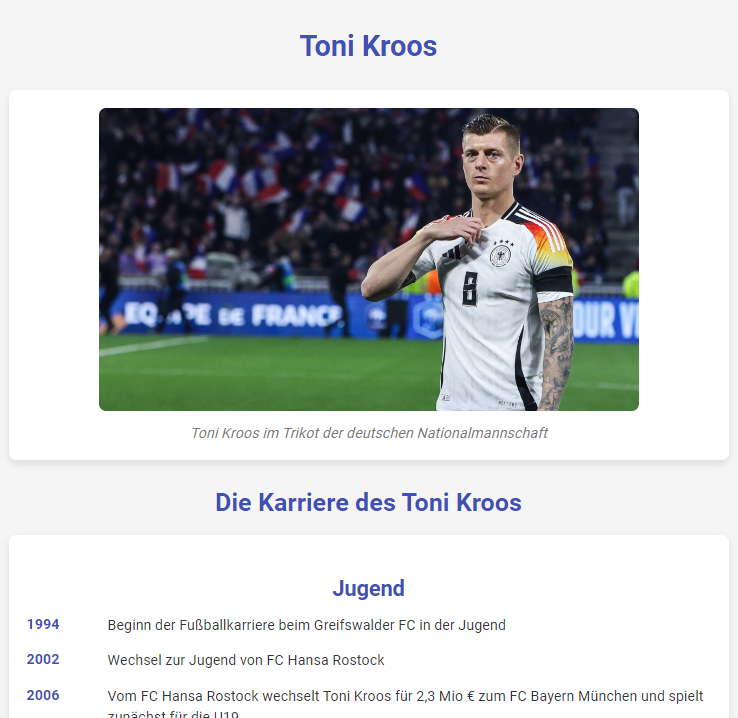 Toni Kroos
EQ PE DE FRANCE
OUR
8
Toni Kroos im Trikot der deutschen Nationalmannschaft
Die Karriere des Toni Kroos
Jugend
1994 Beginn der Fußballkarriere beim Greifswalder FC in der Jugend
2002 Wechsel zur Jugend von FC Hansa Rostock
2006 Vom FC Hansa Rostock wechselt Toni Kroos für 2,3 Mio € zum FC Bayern München und spielt
zunächst für die U19